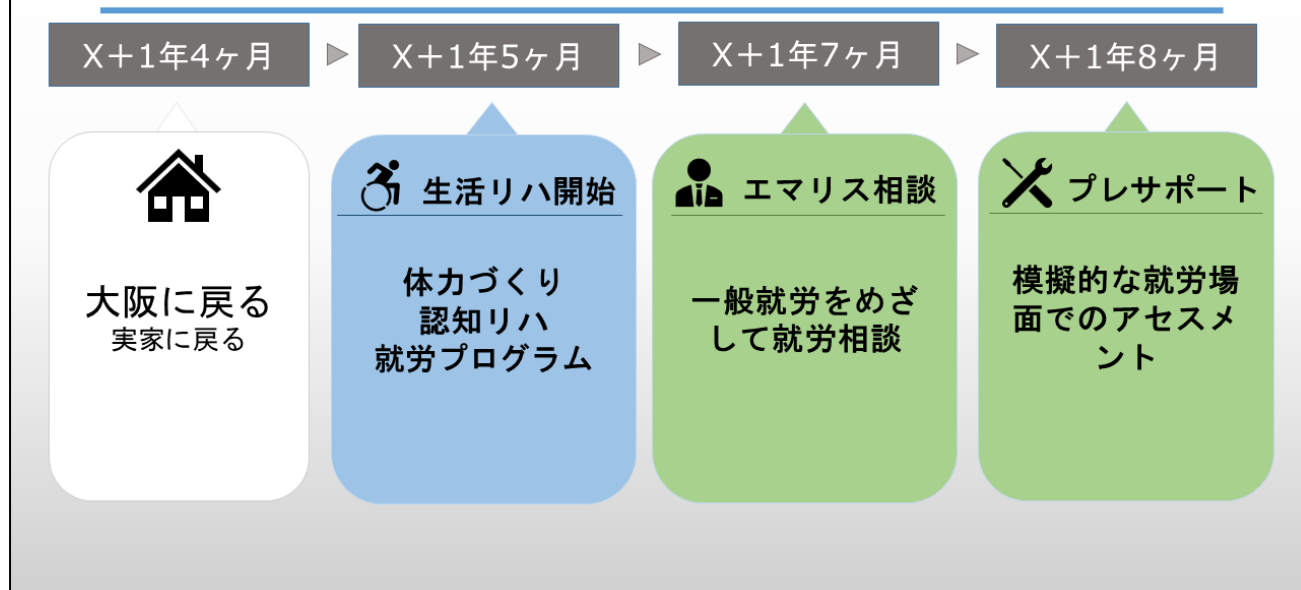 X＋1年4ヶ月
X＋1年5ヶ月
X＋1年7ヶ月
X＋1年8ヶ月
大阪に戻る
実家に戻る
生活リハ開始
体力づくり
認知リハ
就労プログラム
エマリス相談
一般就労をめざ
して就労相談
プレサポート
模擬的な就労場
面でのアセスメ
ント